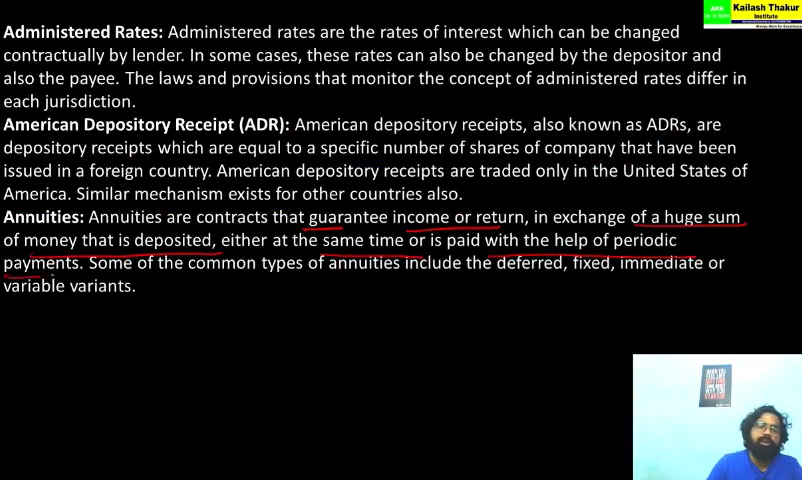 Kailash Thakur
Institute
Administered Rates: Administered rates are the rates of interest which can be changed
contractually by lender. In some cases, these rates can also be changed by the depositor and
also the payee. The laws and provisions that monitor the concept of administered rates differ in
each jurisdiction.
American Depository Receipt (ADR): American depository receipts, also known as ADRs, are
depository receipts which are equal to a specific number of shares of company that have been
issued in a foreign country. American depository receipts are traded only in the United States of
America. Similar mechanism exists for other countries also.
Annuities: Annuities are contracts that guarantee income or return, in exchange of a huge sum
of money that is deposited, either at the same time or is paid with the help of periodic
payments. Some of the common types of annuities include the deferred, fixed, immediate or
variable variants.